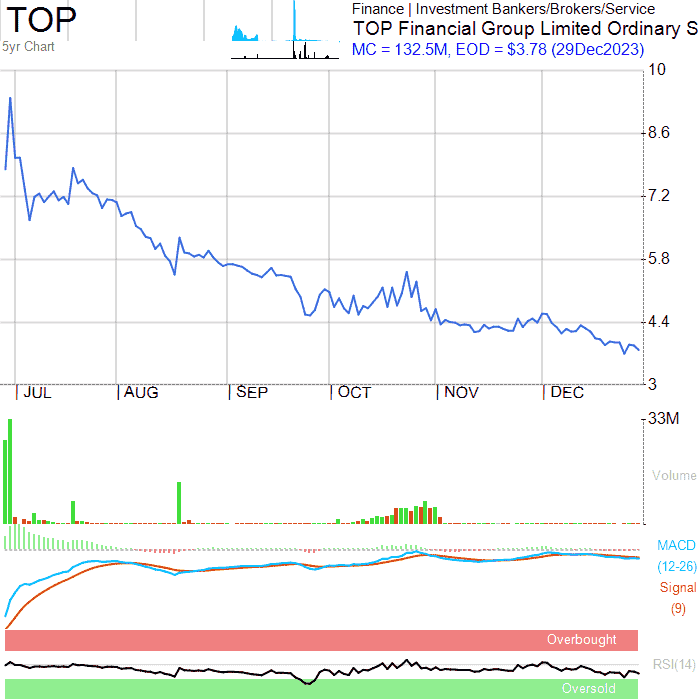 TOP
5yr Chart
Finance | Investment Bankers/Brokers/Service
TOP Financial Group Limited Ordinary S
MC = 132.5M, EOD = $3.78 (29Dec2023)
10
8.6
7.2
5.8
4.4
3
JUL AUG SEP OCT NOV DEC
33M
Volume
MACD
(12-26)
Signal
(9)
Overbought
RSI(14)
Oversold